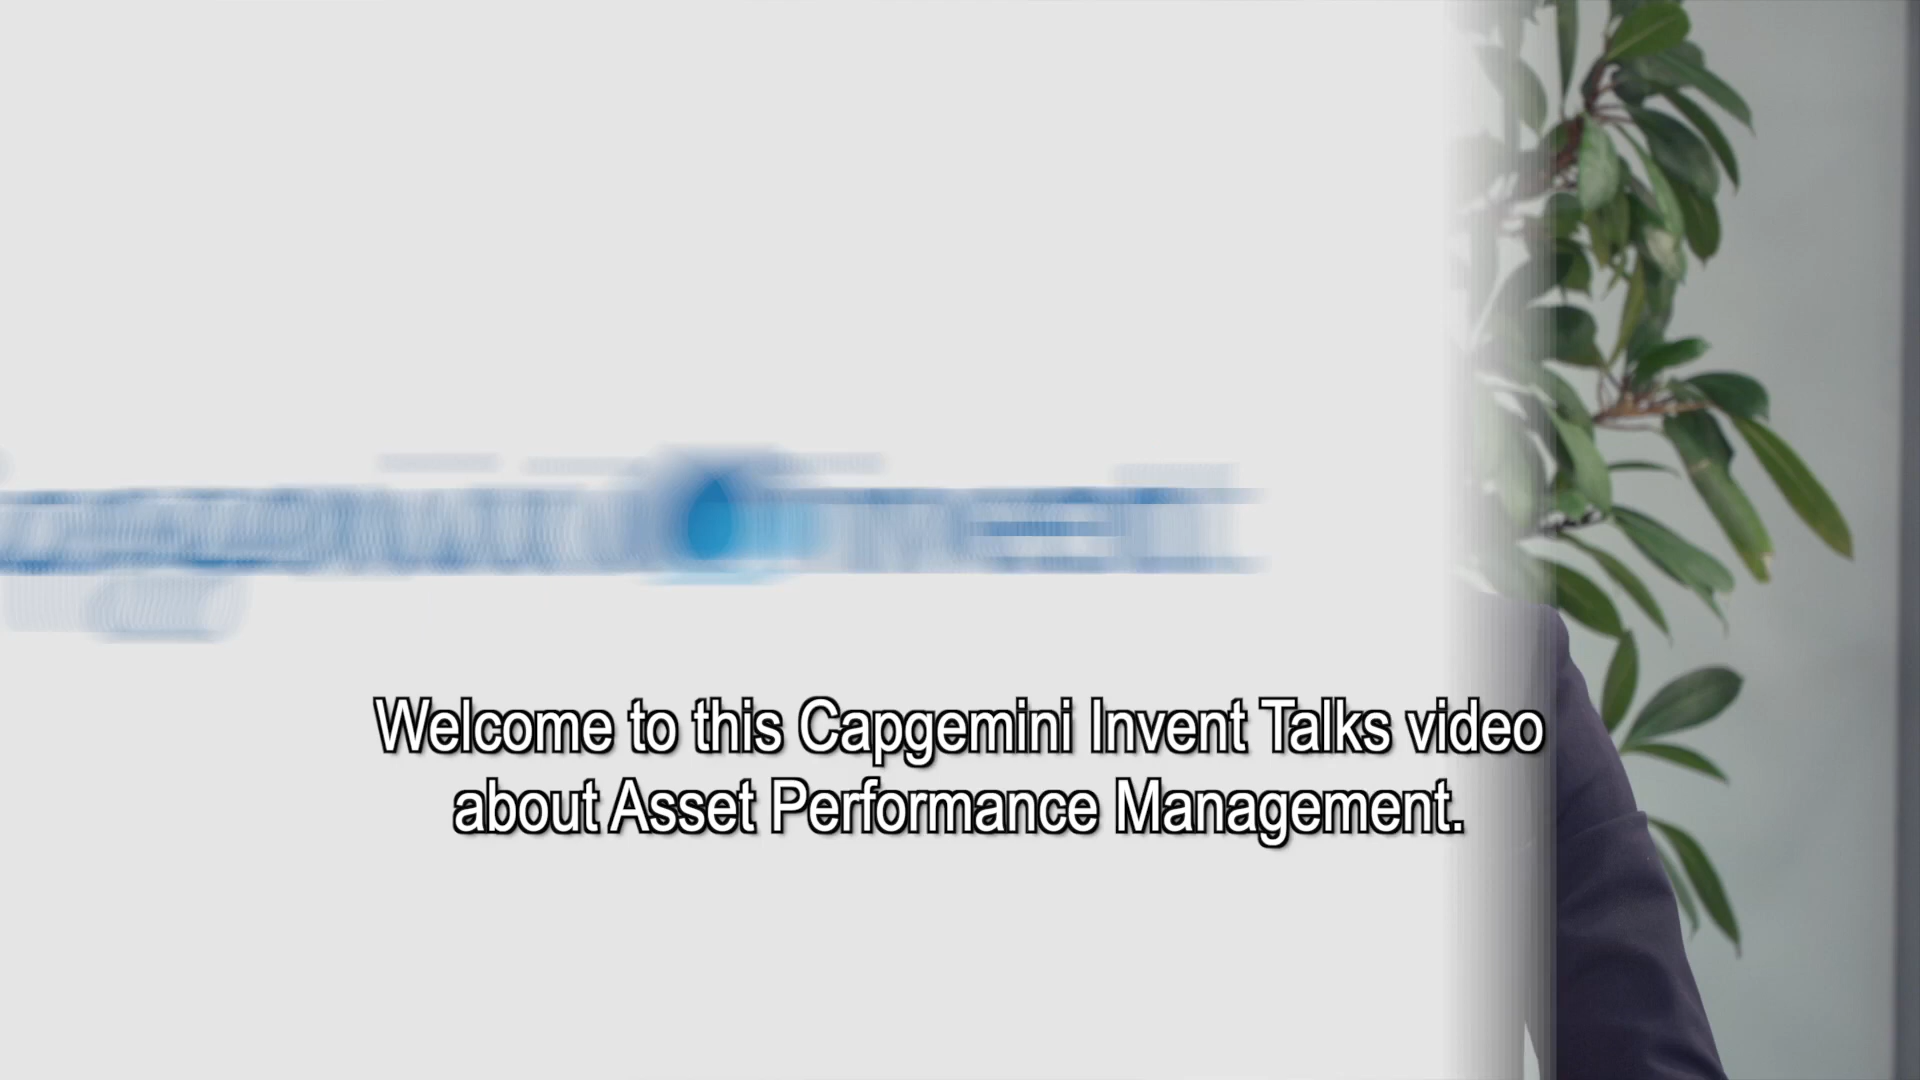 Welcome to this Capgemini Invent Talks video
about Asset Performance Management.